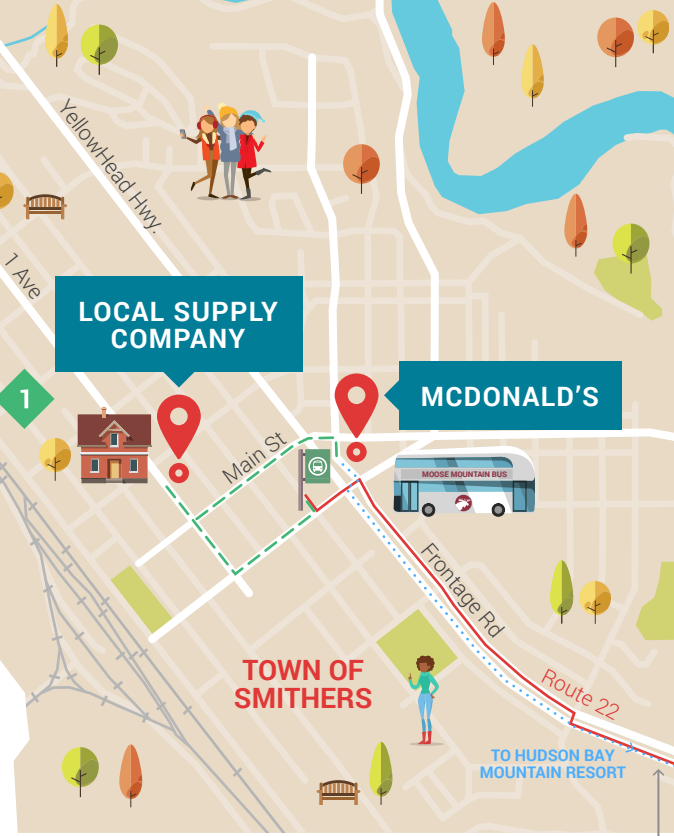 YellowHead Hwy.
1 Ave
LOCAL SUPPLY
COMPANY
MCDONALD'S
1
Main St
MOOSE MOUNTAIN BUS
Frontage Rd
TOWN OF
SMITHERS
Route 22
TO HUDSON BAY
MOUNTAIN RESORT